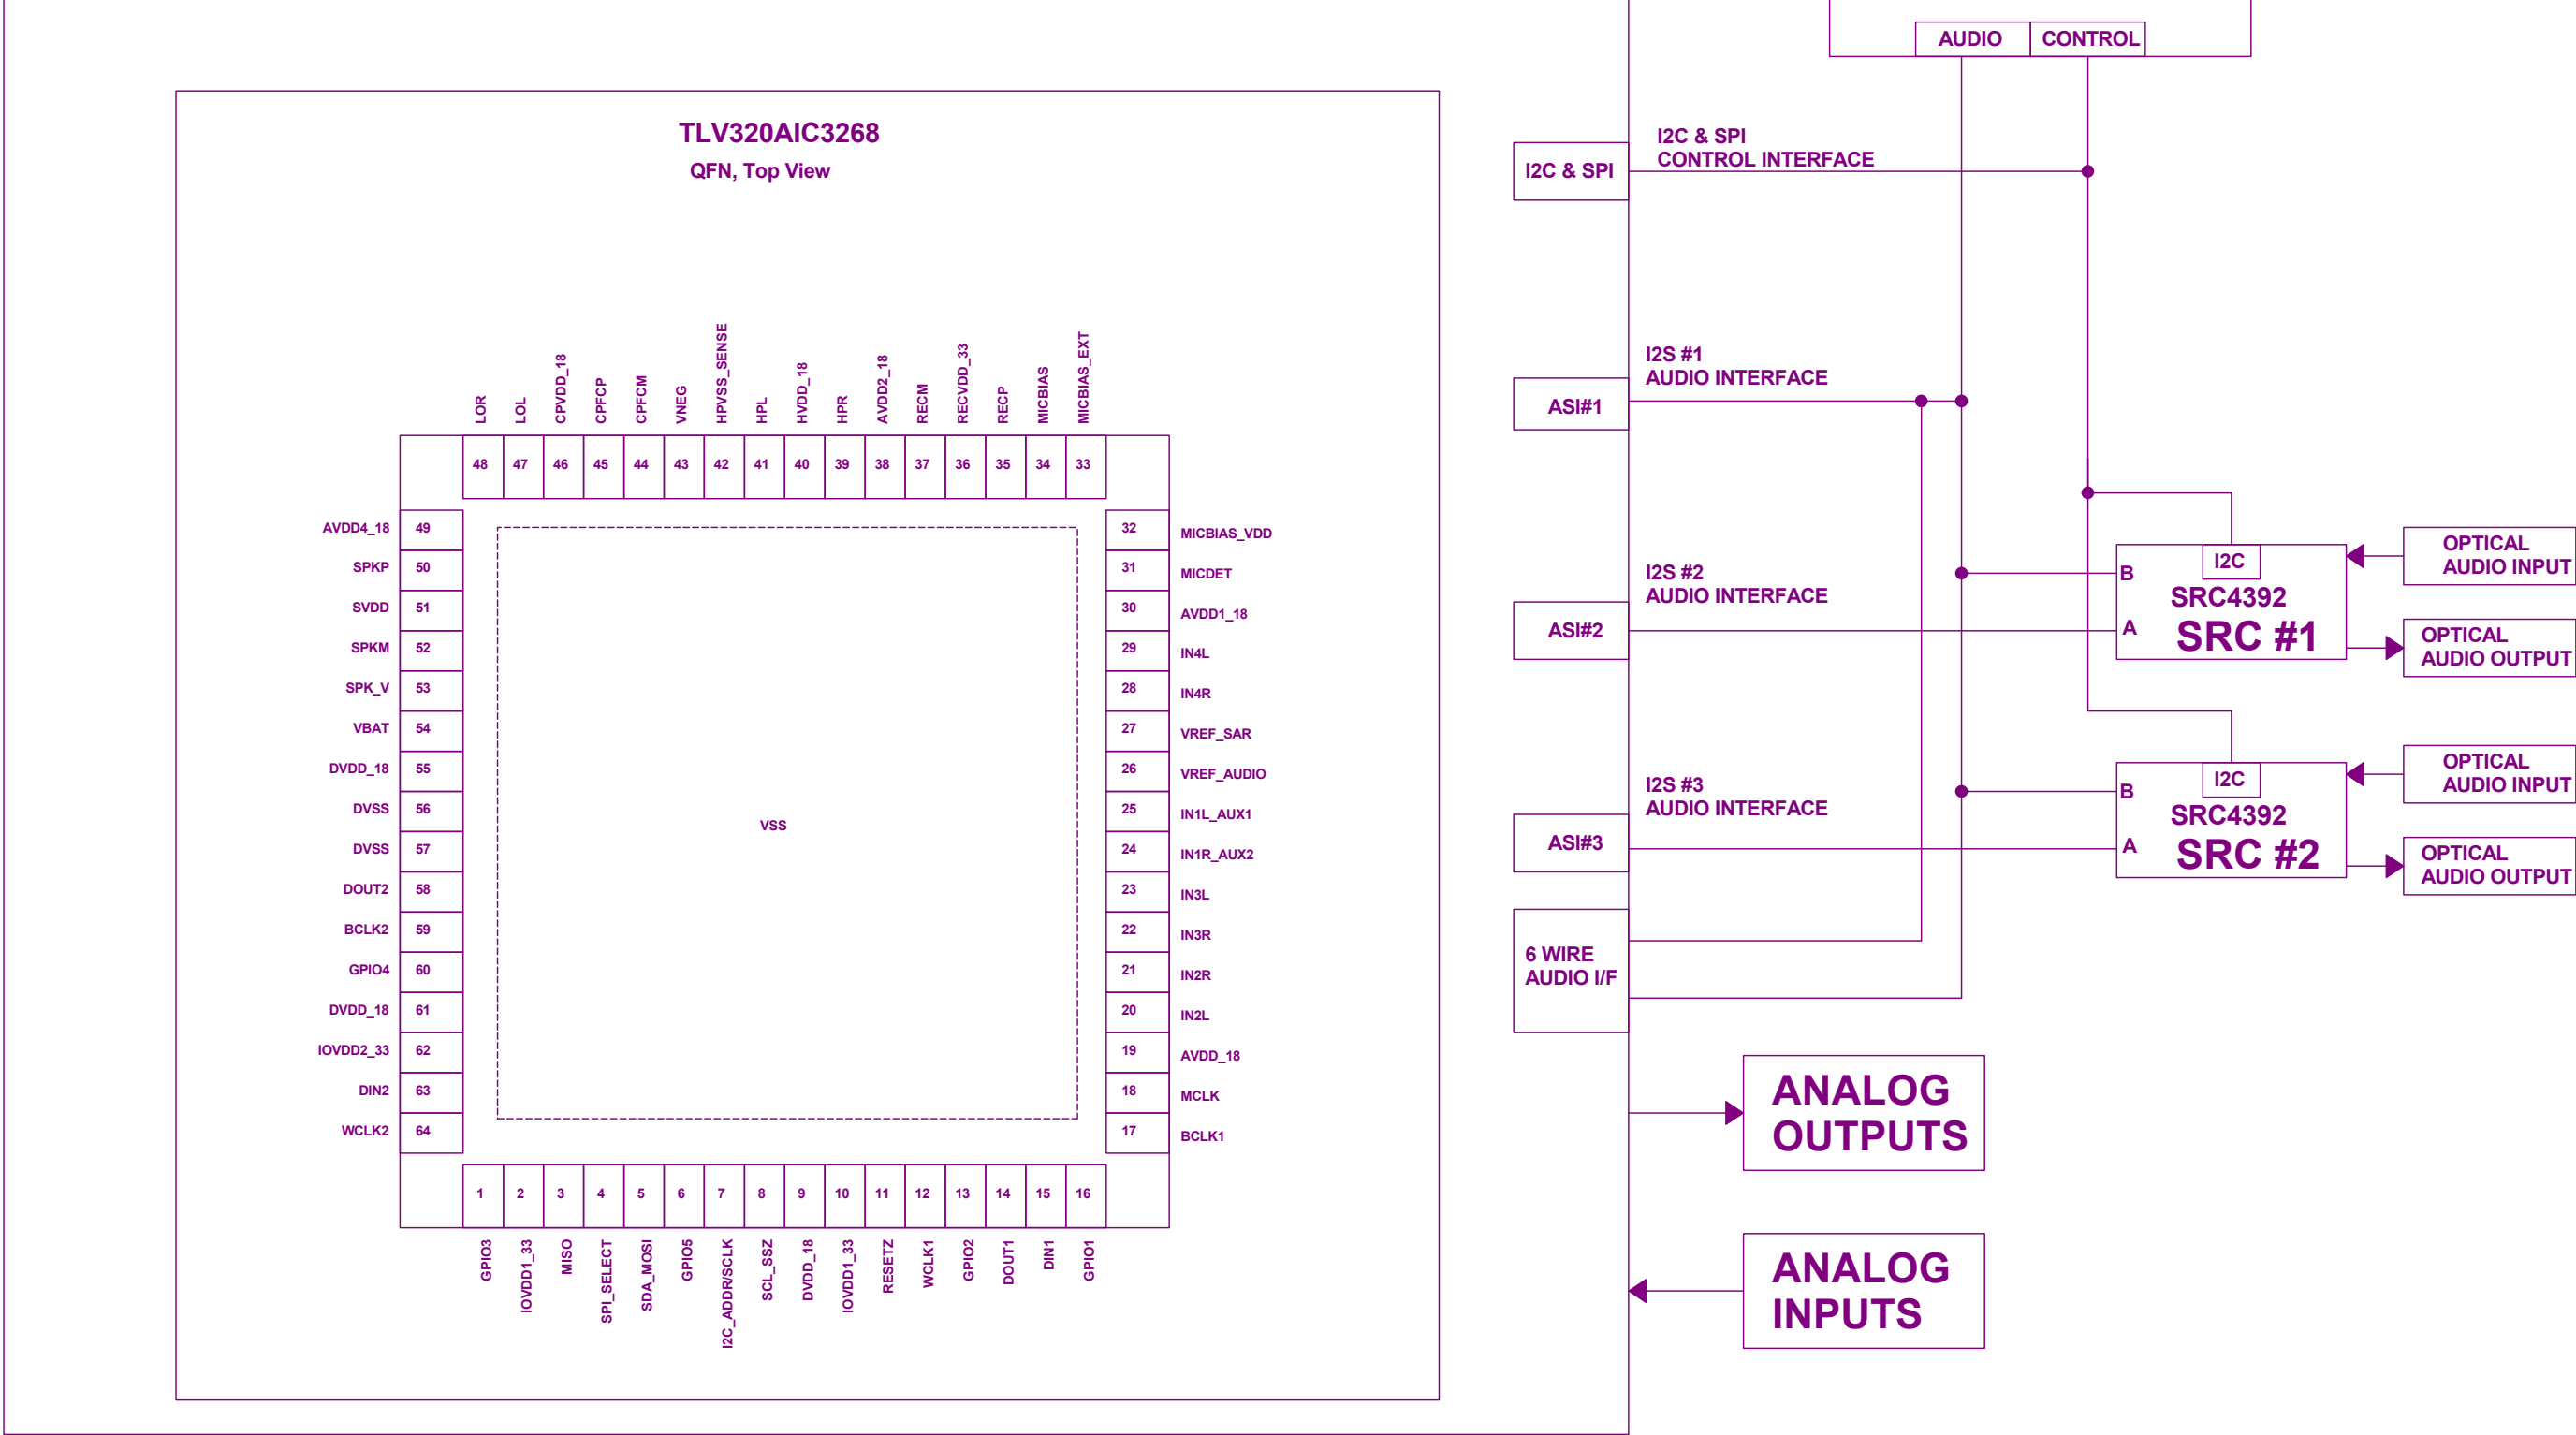 AUDIO
CONTROL
TLV320AIC3268
QFN, Top View
LOR
LOL
CPVDD_18
CPFCP
CPFCM
VNEG
HPVSS_SENSE
HPL
HVDD_18
HPR
AVDD2_18
RECM
RECVDD_33
RECP
MICBIAS
MICBIAS_EXT
48
47
46
45
44
43
42
41
40
39
38
37
36
35
34
33
AVDD4_18 49
SPKP 50
SVDD 51
SPKM 52
SPK_V 53
VBAT 54
DVDD_18 55
DVSS 56
DVSS 57
DOUT2 58
BCLK2 59
GPIO4 60
DVDD_18 61
IOVDD2_33 62
DIN2 63
WCLK2 64
VSS
32 MICBIAS_VDD
31 MICDET
30 AVDD1_18
29 IN4L
28 IN4R
27 VREF_SAR
26 VREF_AUDIO
25 IN1L_AUX1
24 IN1R_AUX2
23 IN3L
22 IN3R
21 IN2R
20 IN2L
19 AVDD_18
18 MCLK
17 BCLK1
1
2
3
4
5
6
7
8
9
10
11
12
13
14
15
16
GPIO3
IOVDD1_33
MISO
SPI_SELECT
SDA_MOSI
GPIO5
I2C_ADDR/SCLK
SCL_SSZ
DVDD_18
IOVDD1_33
RESETZ
WCLK1
GPIO2
DOUT1
DIN1
GPIO1
I2C & SPI
I2C & SPI
CONTROL INTERFACE
ASI#1
I2S #1
AUDIO INTERFACE
ASI#2
I2S #2
AUDIO INTERFACE
ASI#3
I2S #3
AUDIO INTERFACE
6 WIRE
AUDIO I/F
I2C
B
A
SRC4392
SRC #1
OPTICAL
AUDIO INPUT
OPTICAL
AUDIO OUTPUT
I2C
B
A
SRC4392
SRC #2
OPTICAL
AUDIO INPUT
OPTICAL
AUDIO OUTPUT
ANALOG
OUTPUTS
ANALOG
INPUTS